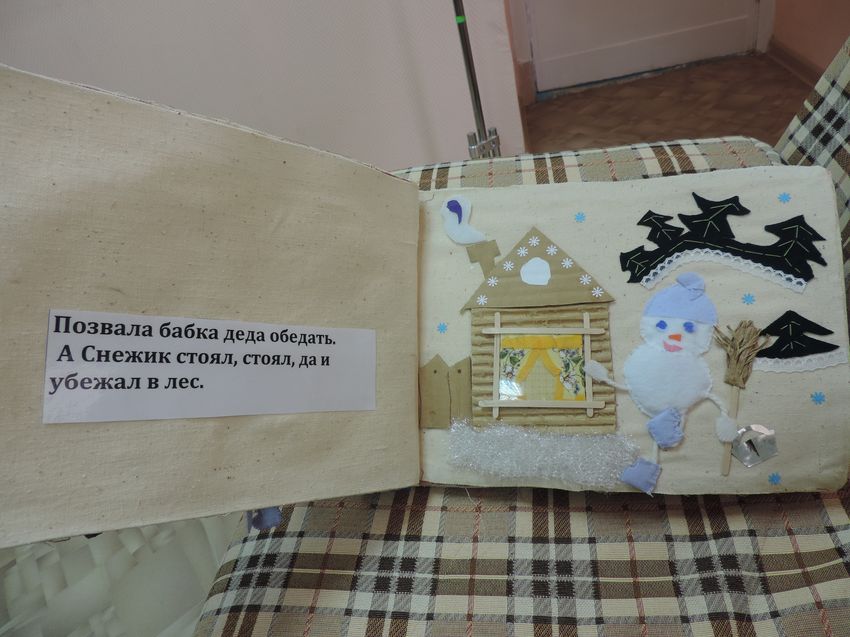 Позвала бабка деда обедать.
А Снежик стоял, стоял, да и
убежал в лес.